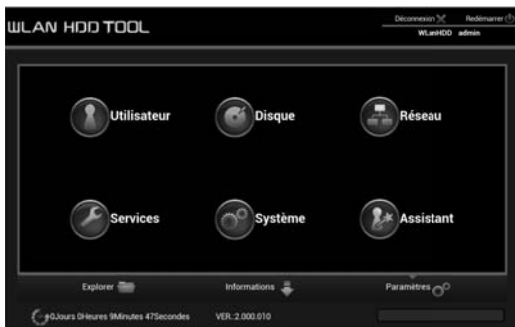 WLAN HDD TOOL
Déconnexion Redémarrer
WLanHDD admin
Utilisateur Disque Réseau
Services Système Assistant
Explorer Informations Paramètres
0Jours 0Heures 9Minutes 47Secondes VER.:2.000.010